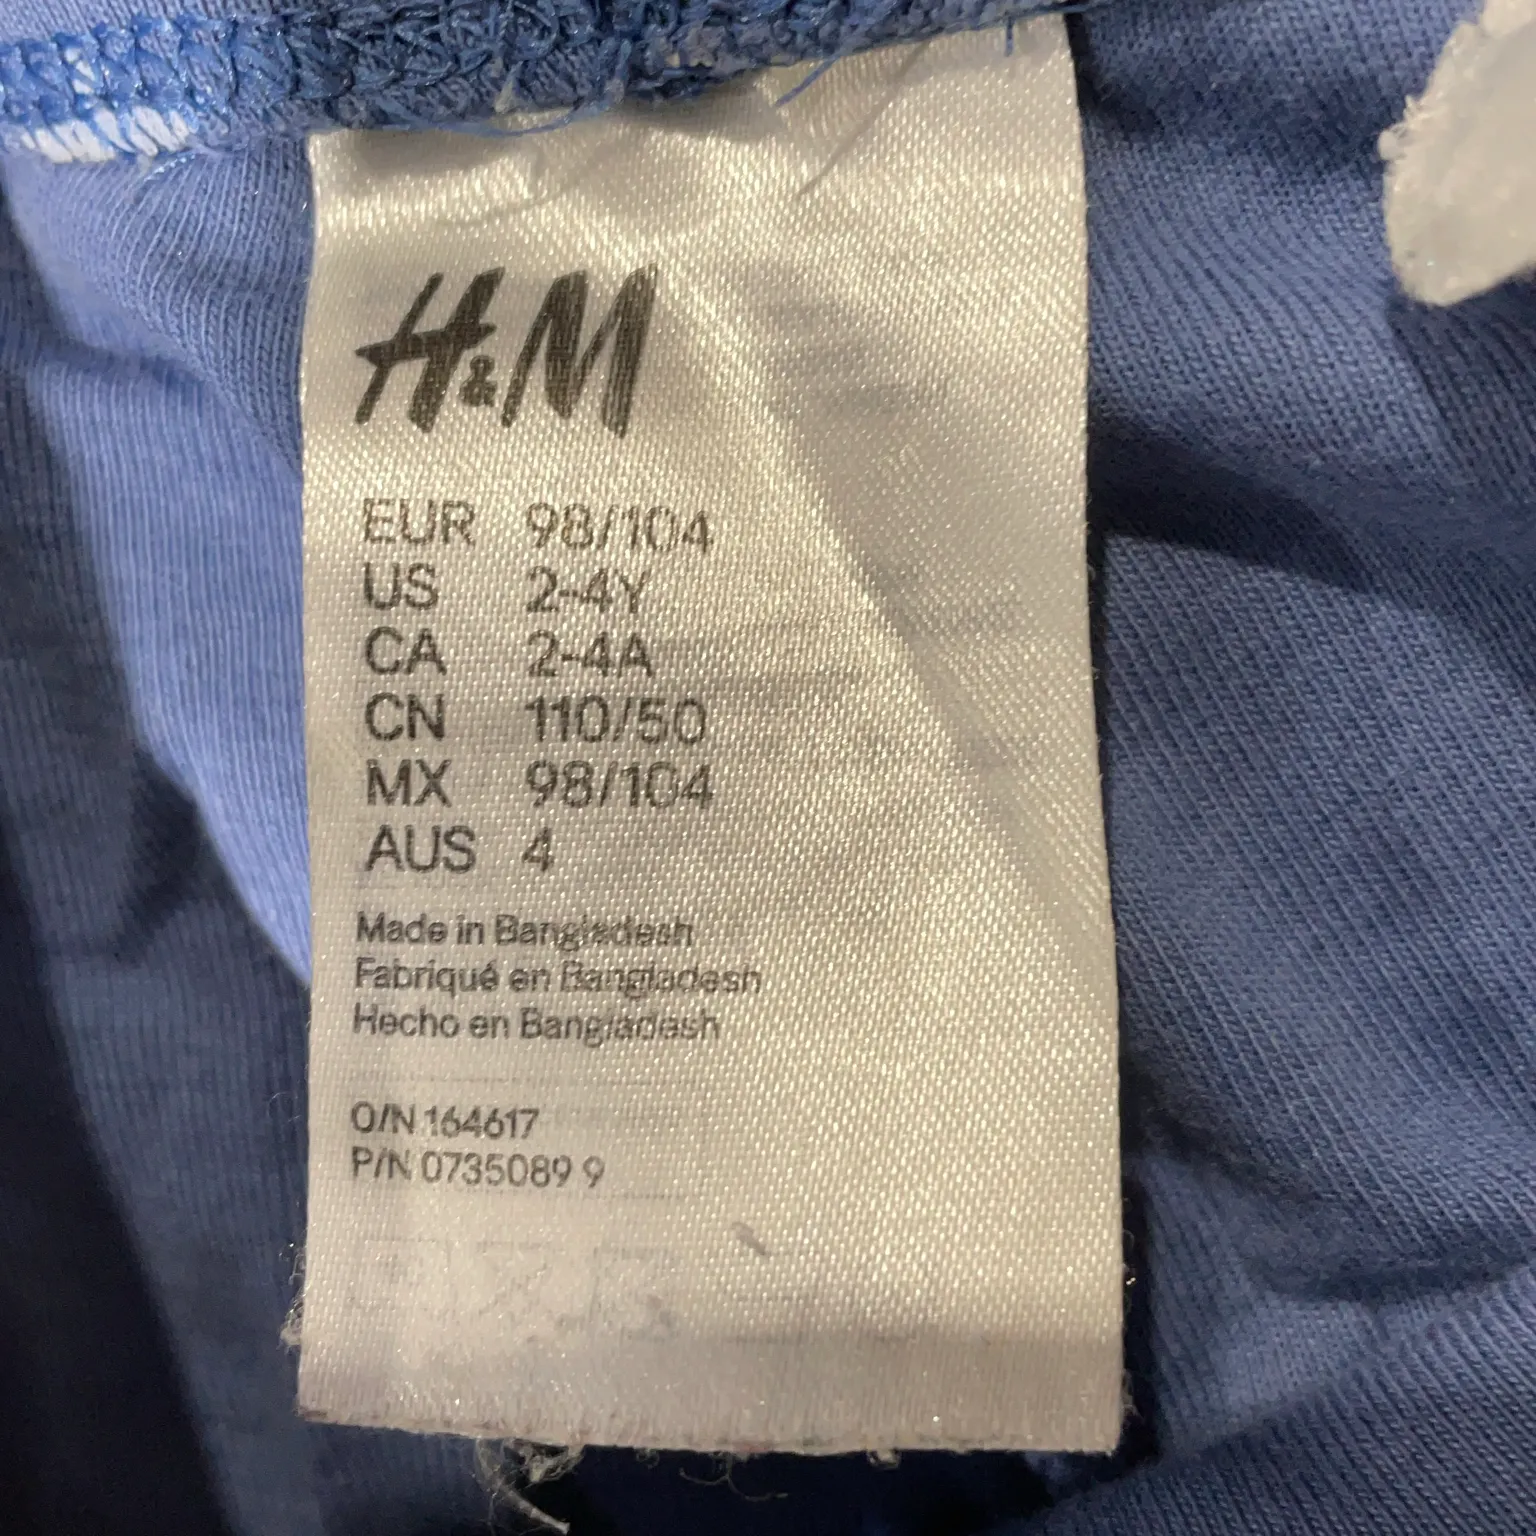 H&M
EUR 98/104
US 2-4Y
CA 2-4A
CN 110/50
MX 98/104
AUS 4
Made in Bangladesh
Fabriqué en Bangladesh
Hecho en Bangladesh
O/N 164617
P/N 0735089 9